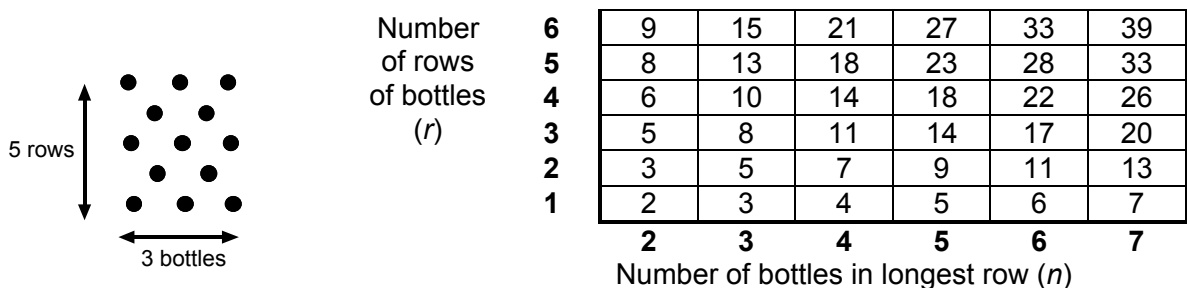 5 rows
3 bottles
Number of rows of bottles (r)
6 9 15 21 27 33 39
5 8 13 18 23 28 33
4 6 10 14 18 22 26
3 5 8 11 14 17 20
2 3 5 7 9 11 13
1 2 3 4 5 6 7
2 3 4 5 6 7
Number of bottles in longest row (n)